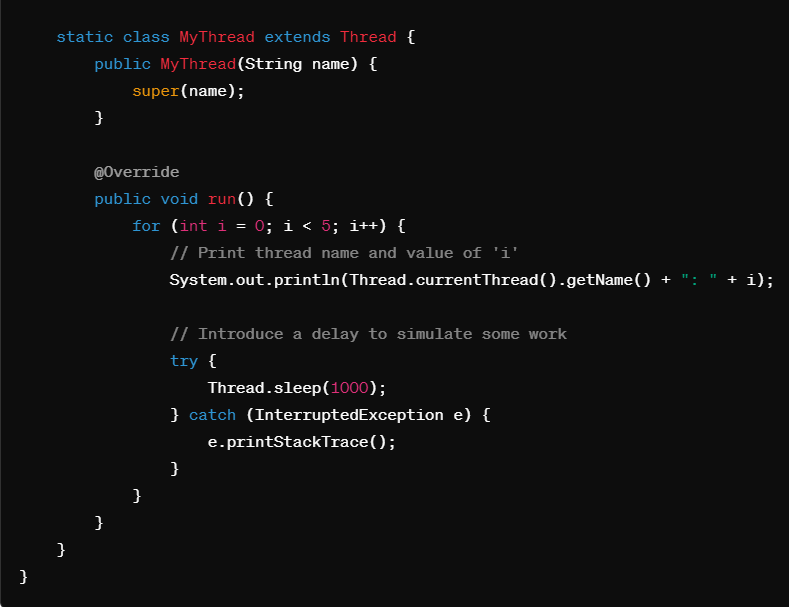 static class MyThread extends Thread {
public MyThread(String name) {
super(name);
}
@Override
public void run() {
for (int i = 0; i < 5; i++) {
// Print thread name and value of 'i'
System.out.println(Thread.currentThread().getName() + ": " + i);
// Introduce a delay to simulate some work
try {
Thread.sleep(1000);
} catch (InterruptedException e) {
e.printStackTrace();
}
}
}
}
}